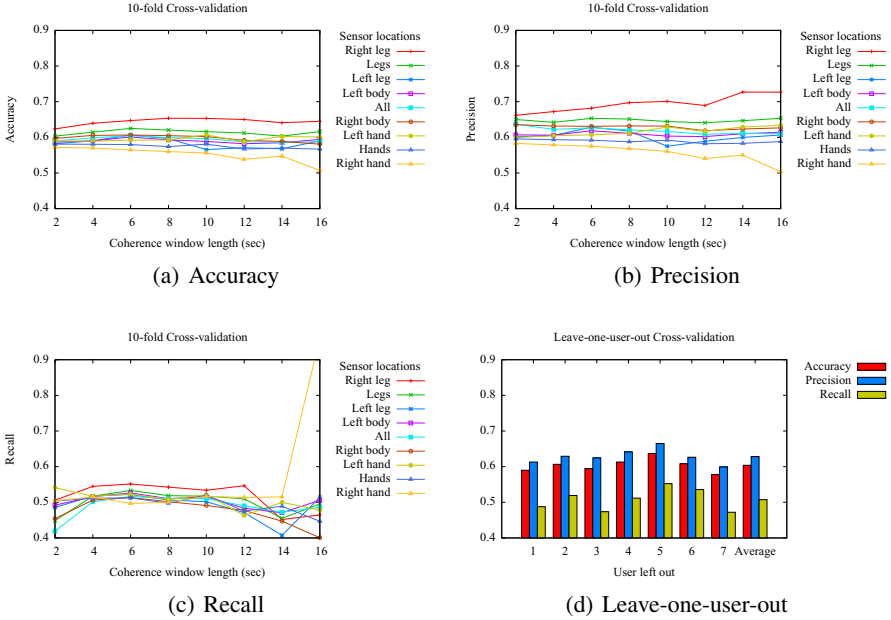 10-fold Cross-validation
0.9
0.8
0.7
0.6
0.5
0.4
Accuracy
2 4 6 8 10 12 14 16
Coherence window length (sec)
Sensor locations
Right leg
Legs
Left leg
Left body
All
Right body
Left hand
Hands
Right hand
(a) Accuracy
10-fold Cross-validation
0.9
0.8
0.7
0.6
0.5
0.4
Precision
2 4 6 8 10 12 14 16
Coherence window length (sec)
Sensor locations
Right leg
Legs
Left leg
Left body
All
Right body
Left hand
Hands
Right hand
(b) Precision
10-fold Cross-validation
0.9
0.8
0.7
0.6
0.5
0.4
Recall
2 4 6 8 10 12 14 16
Coherence window length (sec)
Sensor locations
Right leg
Legs
Left leg
Left body
All
Right body
Left hand
Hands
Right hand
(c) Recall
Leave-one-user-out Cross-validation
0.9
0.8
0.7
0.6
0.5
0.4
1 2 3 4 5 6 7 Average
User left out
Accuracy
Precision
Recall
(d) Leave-one-user-out